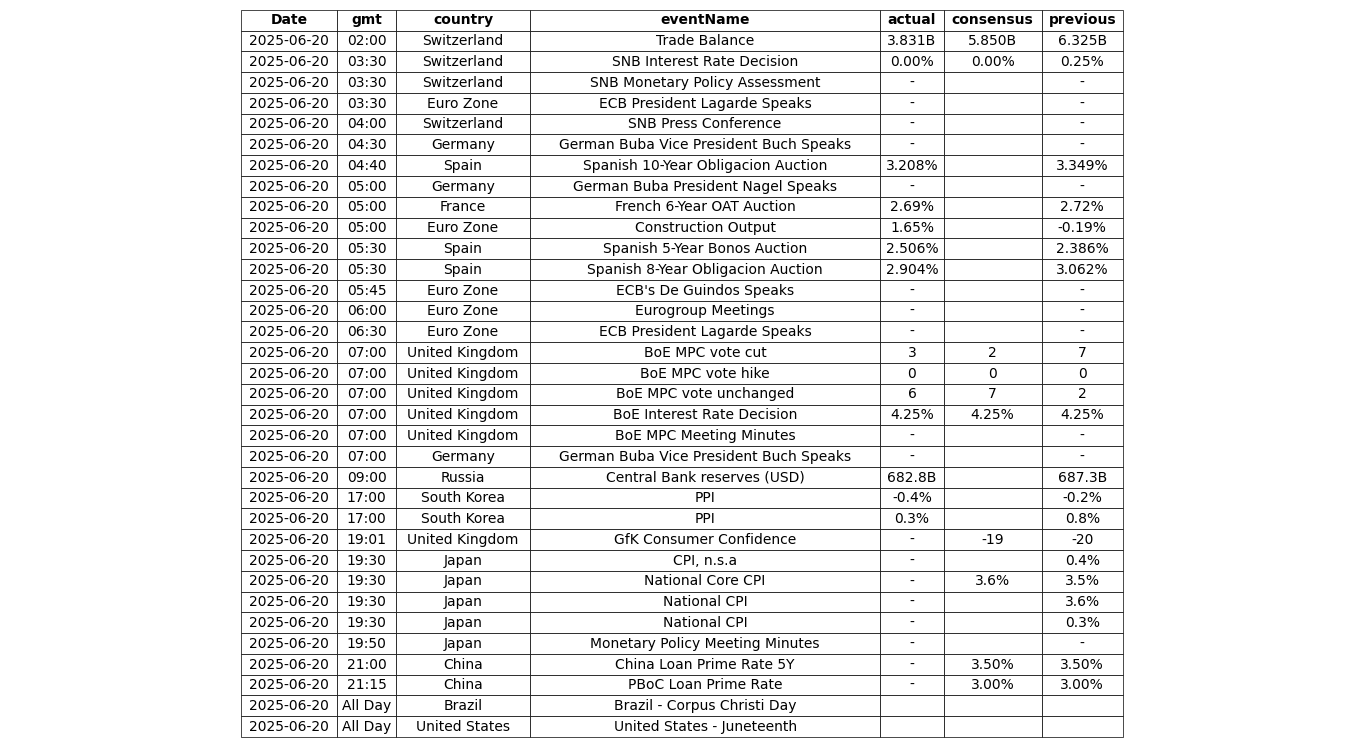 Date gmt country eventName actual consensus previous
2025-06-20 02:00 Switzerland Trade Balance 3.831B 5.850B 6.325B
2025-06-20 03:30 Switzerland SNB Interest Rate Decision 0.00% 0.00% 0.25%
2025-06-20 03:30 Switzerland SNB Monetary Policy Assessment - -
2025-06-20 03:30 Euro Zone ECB President Lagarde Speaks - -
2025-06-20 04:00 Switzerland SNB Press Conference - -
2025-06-20 04:30 Germany German Buba Vice President Buch Speaks - -
2025-06-20 04:40 Spain Spanish 10-Year Obligacion Auction 3.208% 3.349%
2025-06-20 05:00 Germany German Buba President Nagel Speaks - -
2025-06-20 05:00 France French 6-Year OAT Auction 2.69% 2.72%
2025-06-20 05:00 Euro Zone Construction Output 1.65% -0.19%
2025-06-20 05:30 Spain Spanish 5-Year Bonos Auction 2.506% 2.386%
2025-06-20 05:30 Spain Spanish 8-Year Obligacion Auction 2.904% 3.062%
2025-06-20 05:45 Euro Zone ECB's De Guindos Speaks - -
2025-06-20 06:00 Euro Zone Eurogroup Meetings - -
2025-06-20 06:30 Euro Zone ECB President Lagarde Speaks - -
2025-06-20 07:00 United Kingdom BoE MPC vote cut 3 2 7
2025-06-20 07:00 United Kingdom BoE MPC vote hike 0 0 0
2025-06-20 07:00 United Kingdom BoE MPC vote unchanged 6 7 2
2025-06-20 07:00 United Kingdom BoE Interest Rate Decision 4.25% 4.25% 4.25%
2025-06-20 07:00 United Kingdom BoE MPC Meeting Minutes - -
2025-06-20 07:00 Germany German Buba Vice President Buch Speaks - -
2025-06-20 09:00 Russia Central Bank reserves (USD) 682.8B 687.3B
2025-06-20 17:00 South Korea PPI -0.4% -0.2%
2025-06-20 17:00 South Korea PPI 0.3% 0.8%
2025-06-20 19:01 United Kingdom GfK Consumer Confidence - -19 -20
2025-06-20 19:30 Japan CPI, n.s.a - 0.4%
2025-06-20 19:30 Japan National Core CPI - 3.6% 3.5%
2025-06-20 19:30 Japan National CPI - 3.6%
2025-06-20 19:30 Japan National CPI - 0.3%
2025-06-20 19:50 Japan Monetary Policy Meeting Minutes - -
2025-06-20 21:00 China China Loan Prime Rate 5Y - 3.50% 3.50%
2025-06-20 21:15 China PBoC Loan Prime Rate - 3.00% 3.00%
2025-06-20 All Day Brazil Brazil - Corpus Christi Day
2025-06-20 All Day United States United States - Juneteenth